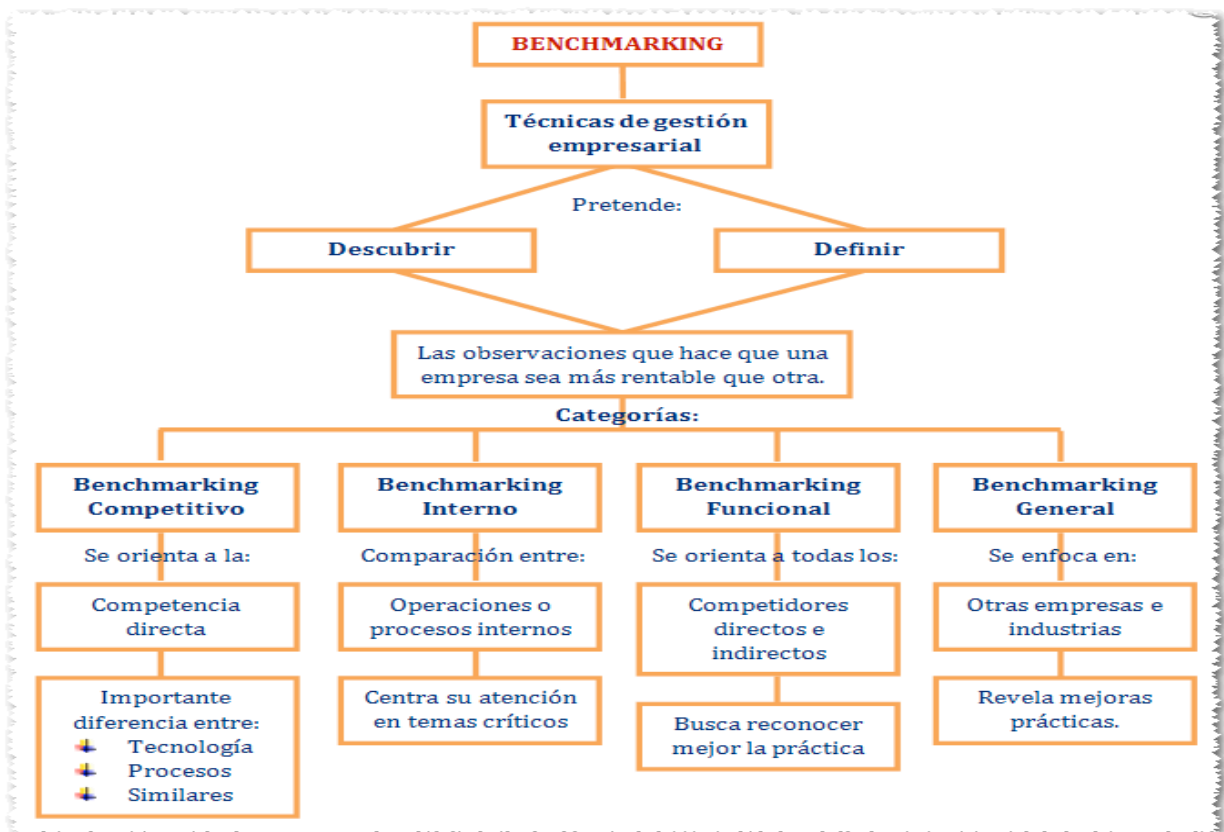 BENCHMARKING
Técnicas de gestión
empresarial
Pretende:
Descubrir
Definir
Las observaciones que hace que una
empresa sea más rentable que otra.
Categorías:
Benchmarking
Competitivo
Se orienta a la:
Competencia
directa
Importante
diferencia entre:
Tecnología
Procesos
Similares
Benchmarking
Interno
Comparación entre:
Operaciones o
procesos internos
Centra su atención
en temas críticos
Benchmarking
Funcional
Se orienta a todas los:
Competidores
directos e
indirectos
Busca reconocer
mejor la práctica
Benchmarking
General
Se enfoca en:
Otras empresas e
industrias
Revela mejoras
prácticas.